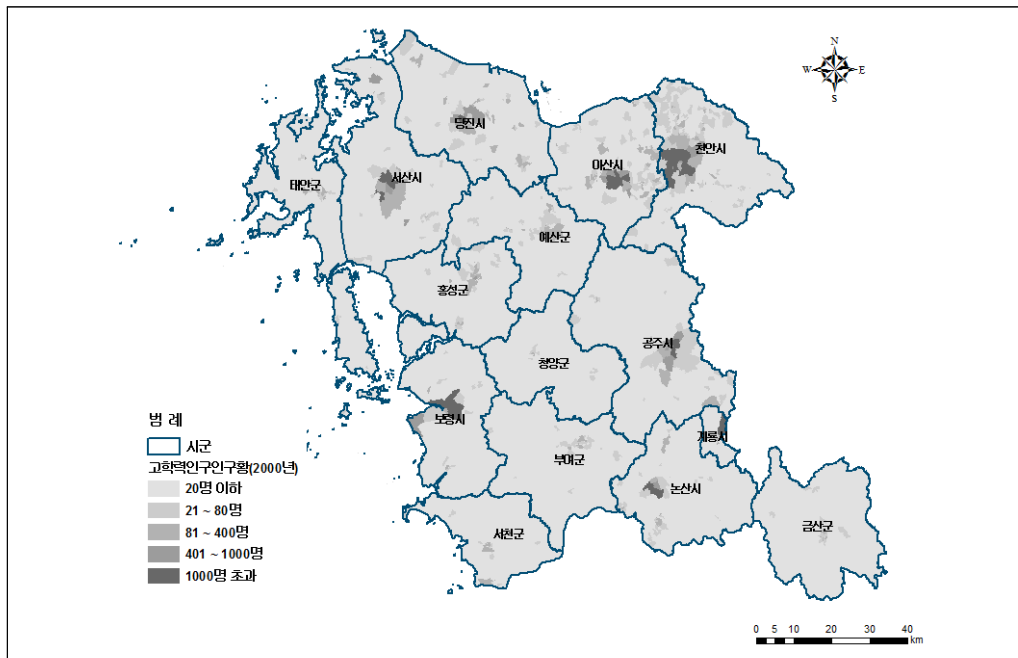 N
W E
S
당진시
천안시
아산시
서산시
태안군
예산군
홍성군
공주시
청양군
보령시
계룡시
부여군
논산시
서천군
금산군
범 례
시군
고학력인구인구황(2000년)
20명 이하
21 ~ 80명
81 ~ 400명
401 ~ 1000명
1000명 초과
0 5 10 20 30 40
km